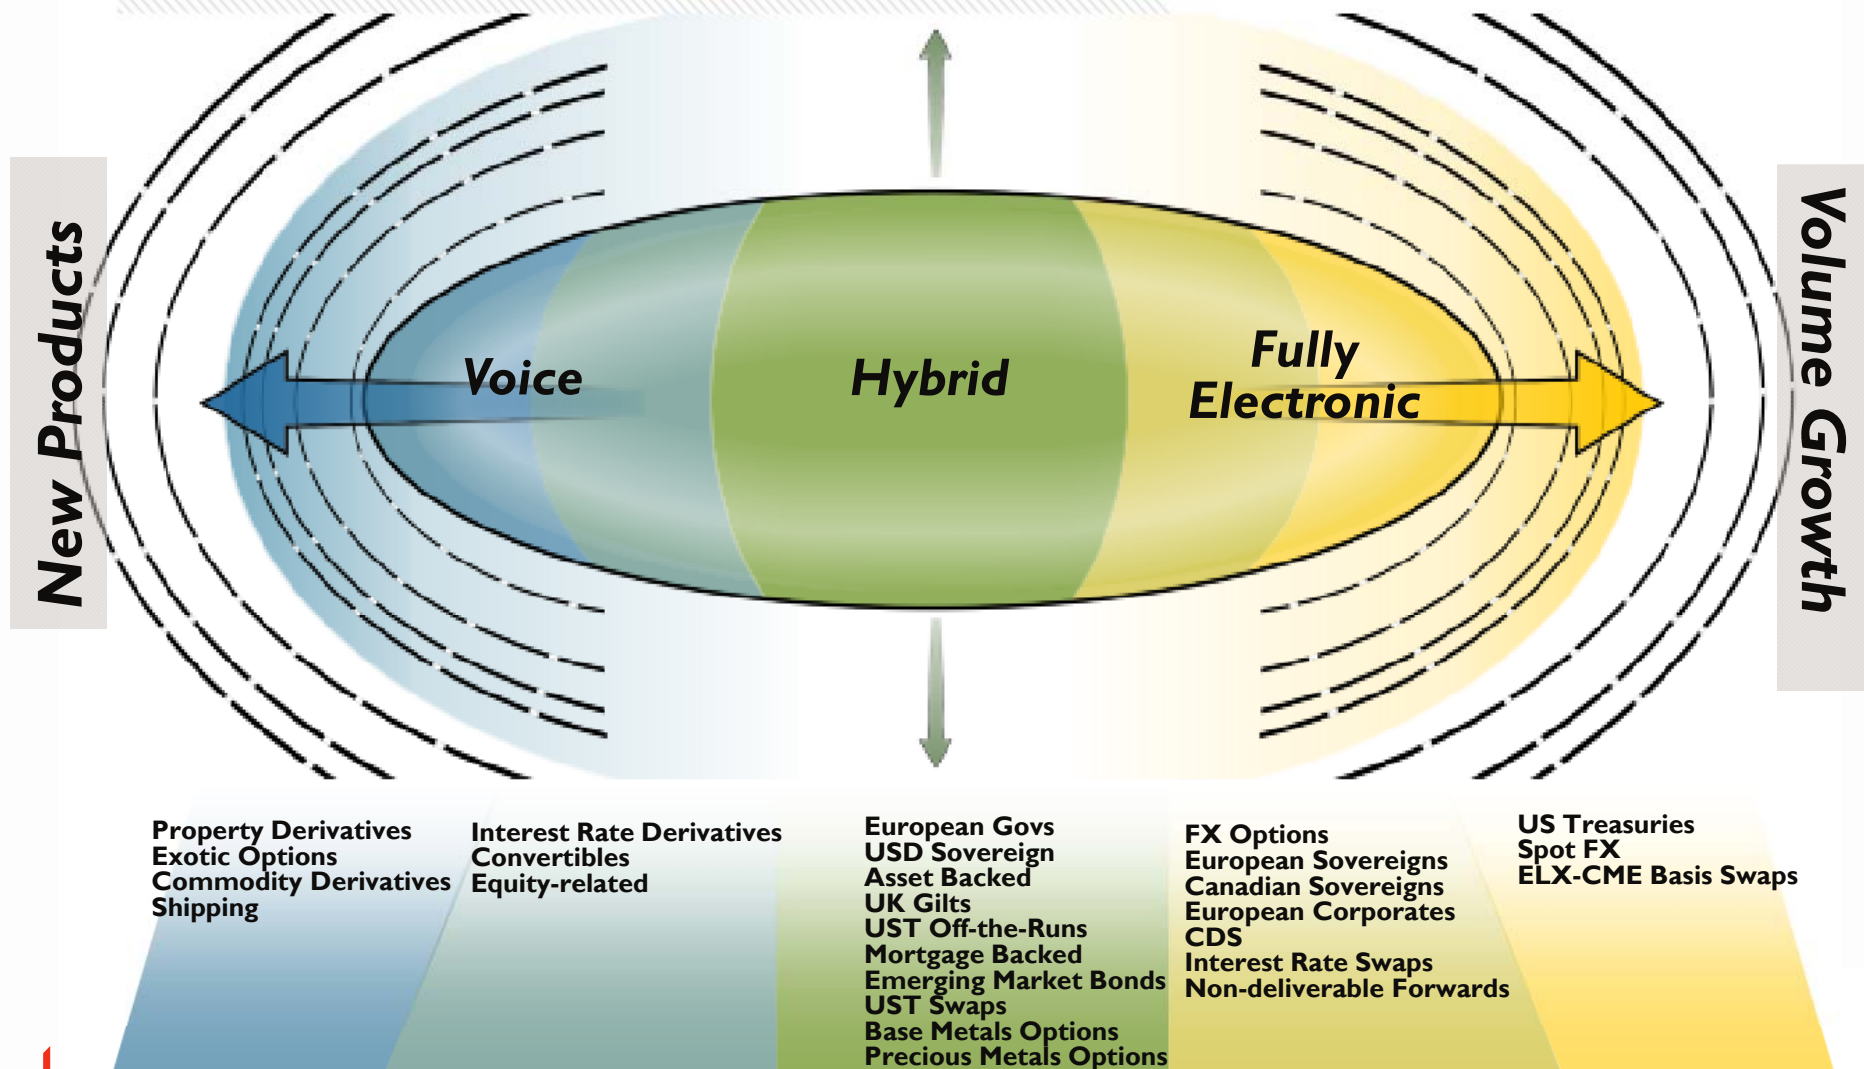 New Products
Voice
Hybrid
Fully
Electronic
Volume Growth
Property Derivatives
Exotic Options
Commodity Derivatives
Shipping
Interest Rate Derivatives
Convertibles
Equity-related
European Govs
USD Sovereign
Asset Backed
UK Gilts
UST Off-the-Runs
Mortgage Backed
Emerging Market Bonds
UST Swaps
Base Metals Options
Precious Metals Options
FX Options
European Sovereigns
Canadian Sovereigns
European Corporates
CDS
Interest Rate Swaps
Non-deliverable Forwards
US Treasuries
Spot FX
ELX-CME Basis Swaps